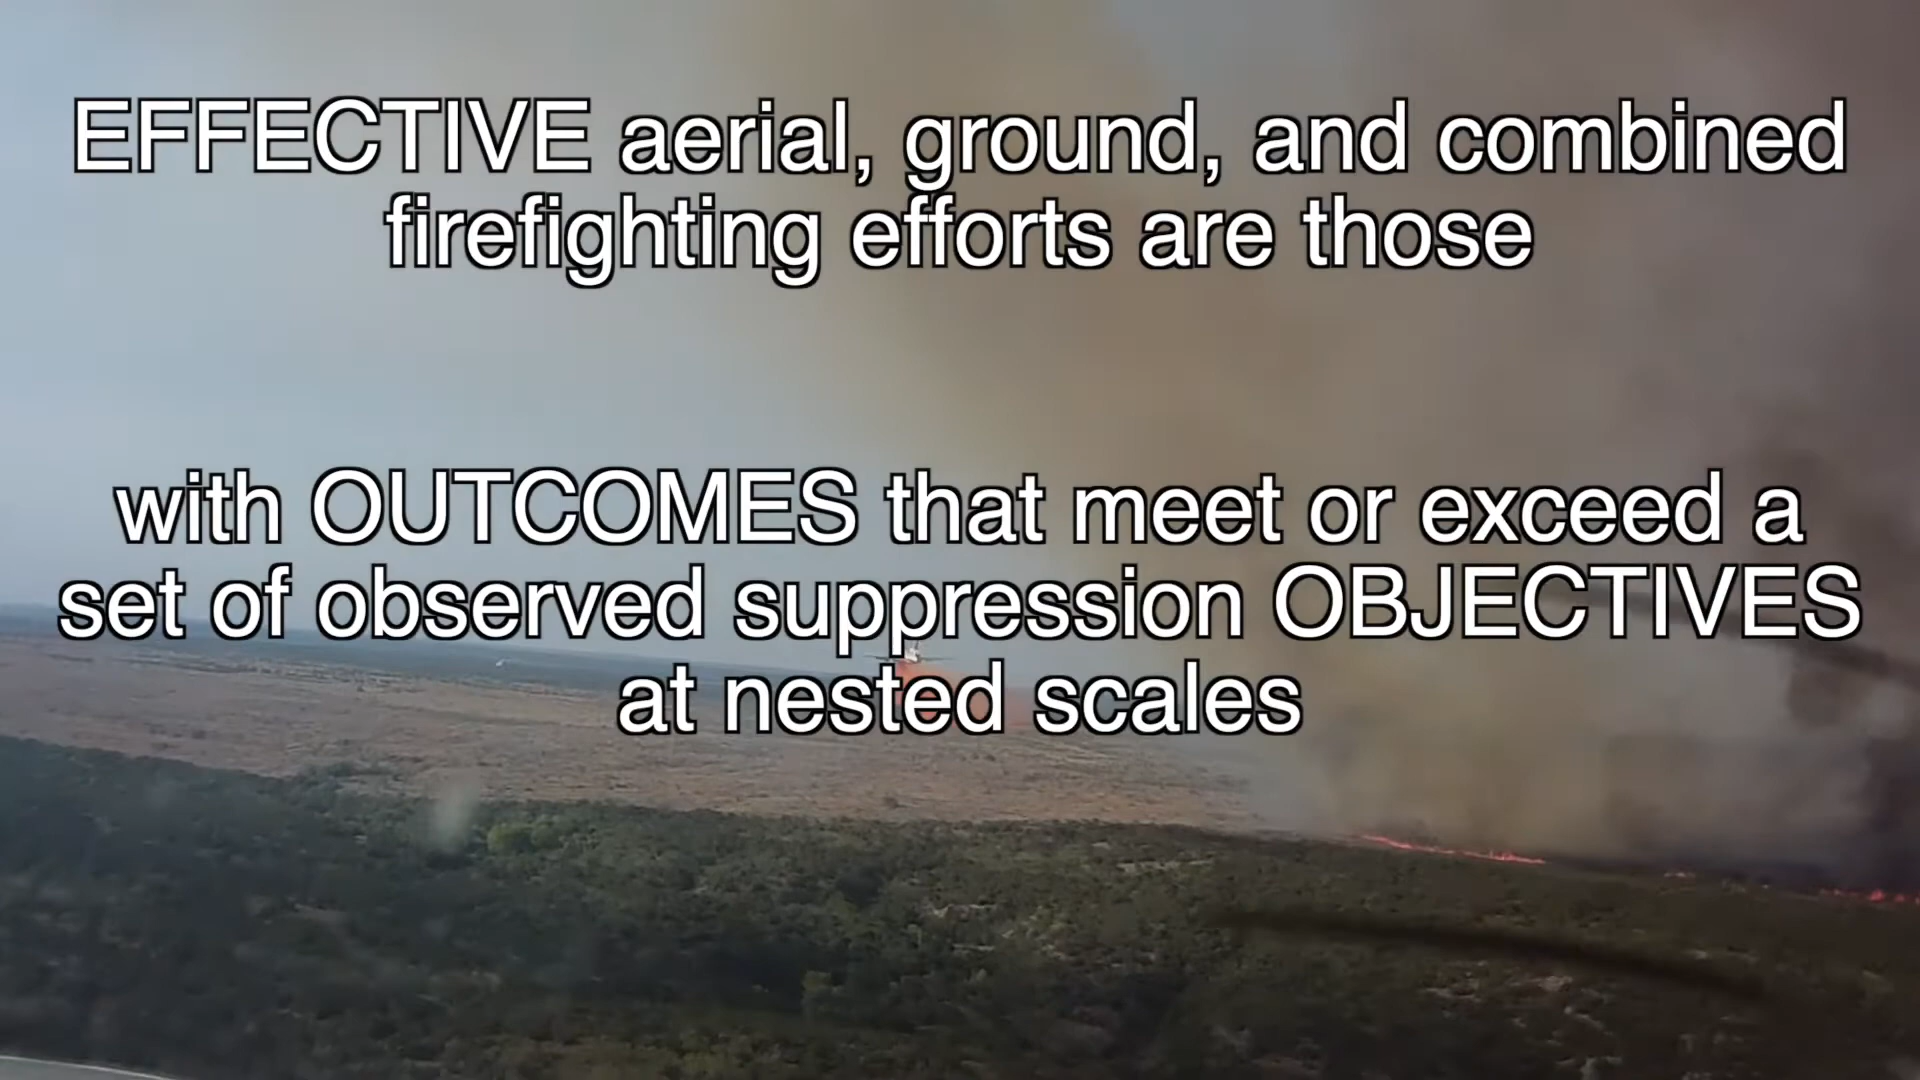 EFFECTIVE aerial, ground, and combined
firefighting efforts are those
with OUTCOMES that meet or exceed a
set of observed suppression OBJECTIVES
at nested scales